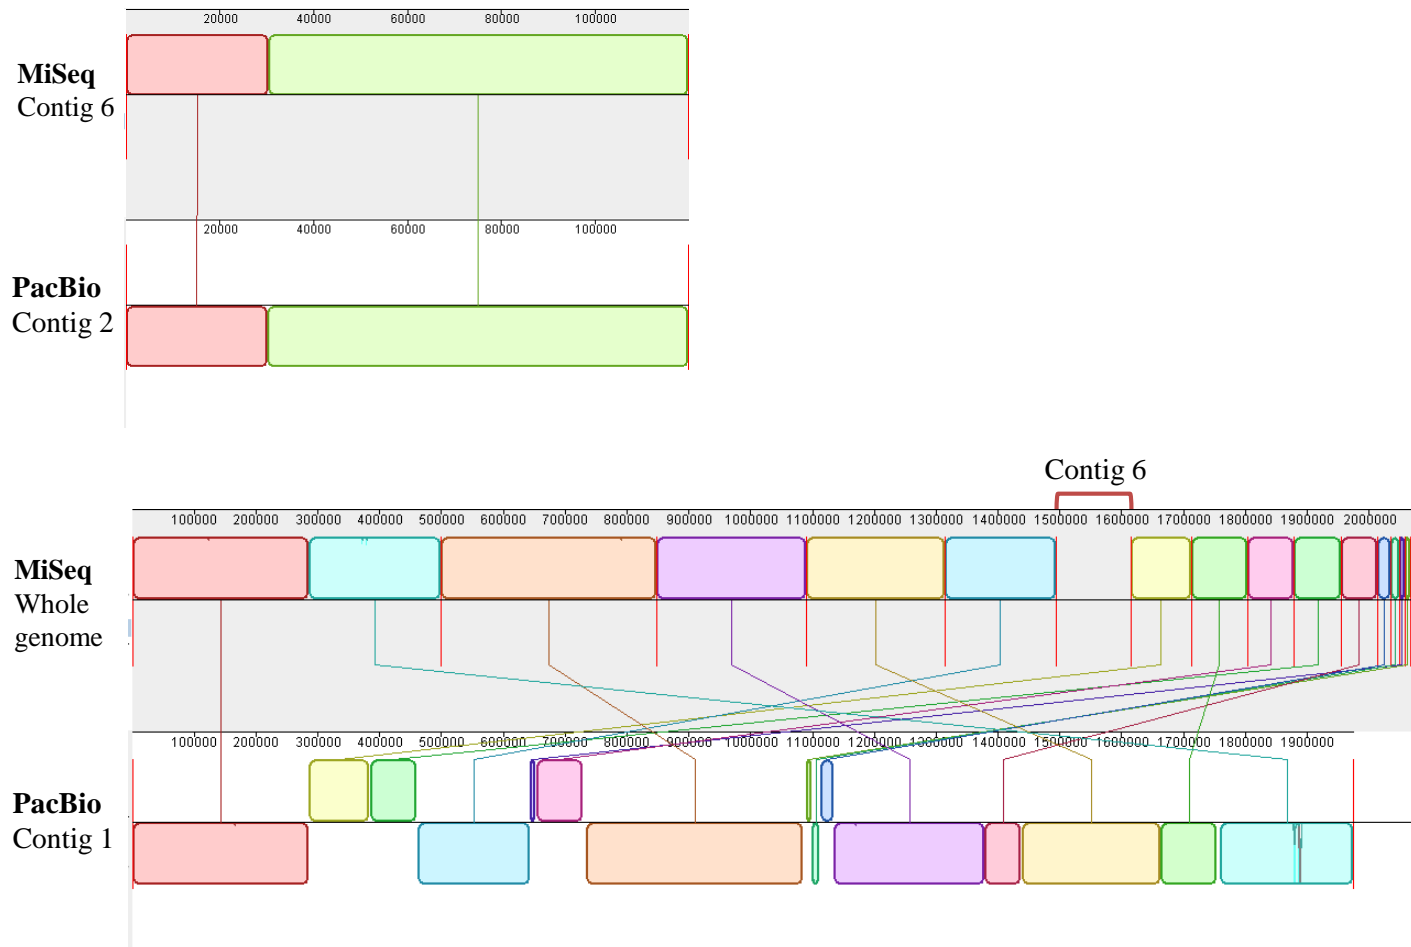 20000 40000 60000 80000 100000
MiSeq
Contig 6
20000 40000 60000 80000 100000
PacBio
Contig 2
Contig 6
100000 200000 300000 400000 500000 600000 700000 800000 900000 1000000 1100000 1200000 1300000 1400000 1500000 1600000 1700000 1800000 1900000 2000000
MiSeq
Whole
genome
100000 200000 300000 400000 500000 600000 700000 800000 900000 1000000 1100000 1200000 1300000 1400000 1500000 1600000 1700000 1800000 1900000
PacBio
Contig 1